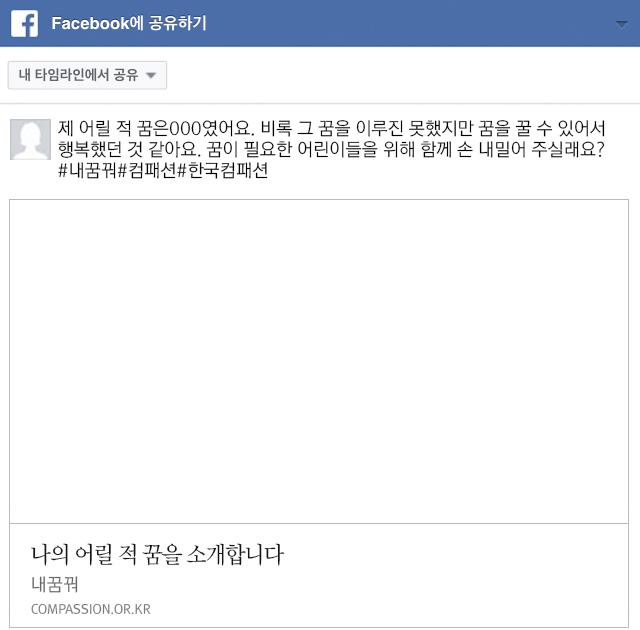 Facebook에 공유하기
내 타임라인에서 공유
제 어릴 적 꿈은OOO였어요. 비록 그 꿈을 이루진 못했지만 꿈을 꿀 수 있어서
행복했던 것 같아요. 꿈이 필요한 어린이들을 위해 함께 손 내밀어 주실래요?
#내꿈꿔#컴패션#한국컴패션
나의 어릴 적 꿈을 소개합니다
내꿈꿔
COMPASSION.OR.KR